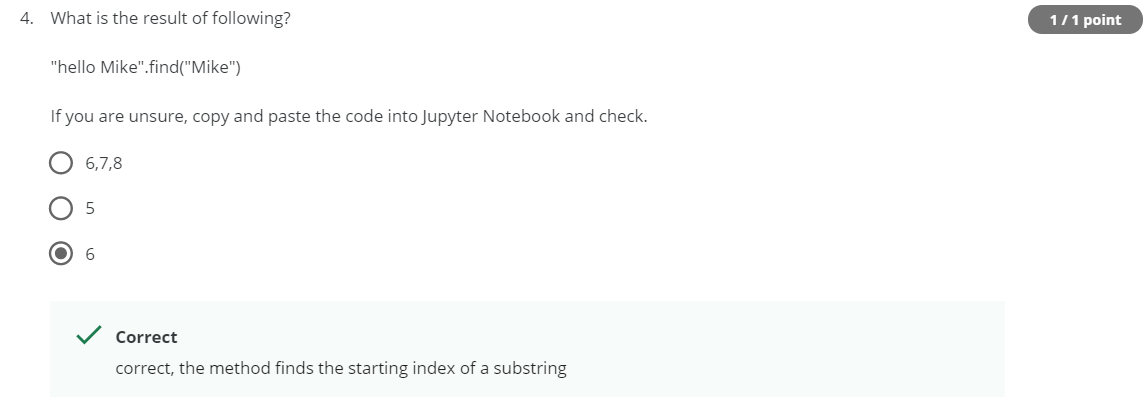 4. What is the result of following?
1 / 1 point
"hello Mike".find("Mike")
If you are unsure, copy and paste the code into Jupyter Notebook and check.
6,7,8
5
6
Correct
correct, the method finds the starting index of a substring